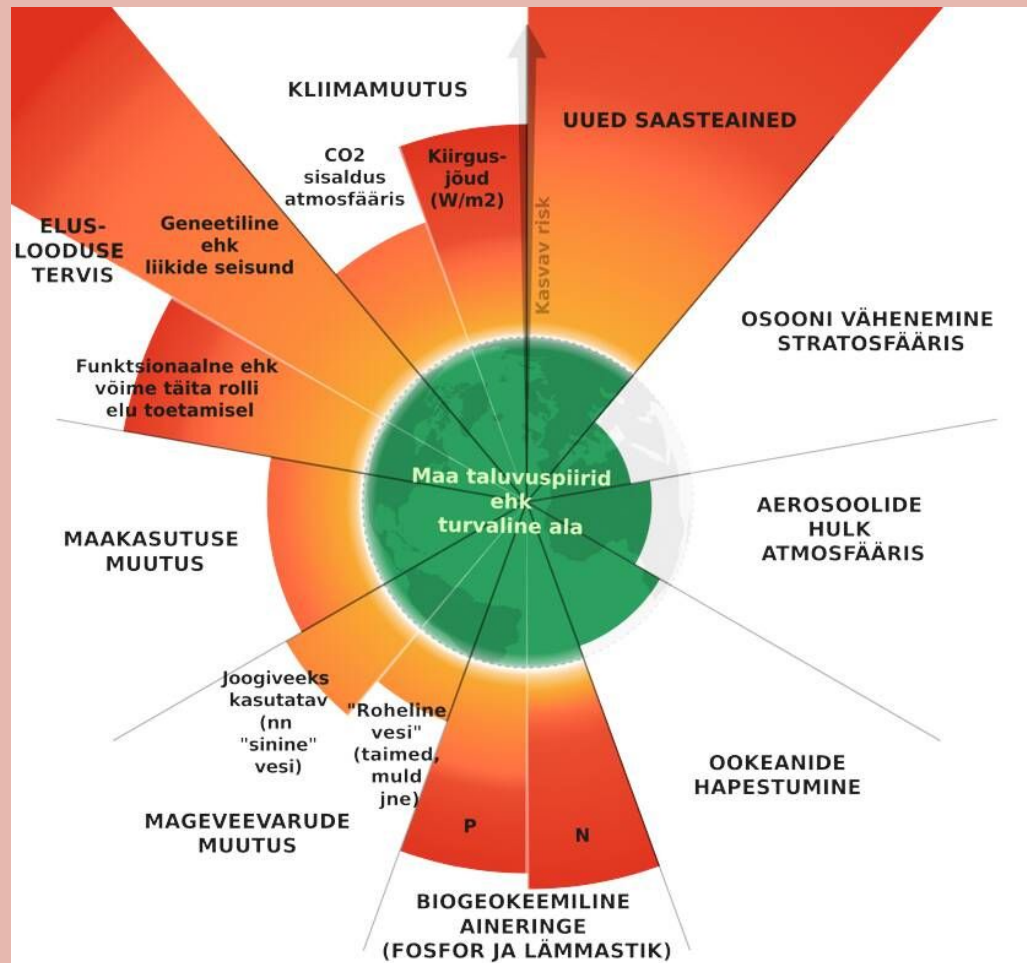 KLIIMAMUUTUS
CO2
sisaldus
atmosfääris
Kiirgus-
jõud
(W/m2)
UUED SAASTEAINED
Kasvav risk
ELUS-
LOODUSE
TERVIS
Geneetiline
ehk
liikide seisund
Funktsionaalne ehk
võime täita rolli
elu toetamisel
OSOONI VÄHENEMINE
STRATOSFÄÄRIS
Maa taluvuspiirid
ehk
turvaline ala
AEROSOOLIDE
HULK
ATMOSFÄÄRIS
MAAKASUTUSE
MUUTUS
Joogiveeks
kasutatav
(nn
"sinine"
vesi)
"Roheline
vesi"
(taimed,
muld
jne)
MAGEVEEVARUDE
MUUTUS
OOKEANIDE
HAPESTUMINE
P
N
BIOGEOKEEMILINE
AINERINGE
(FOSFOR JA LÄMMASTIK)